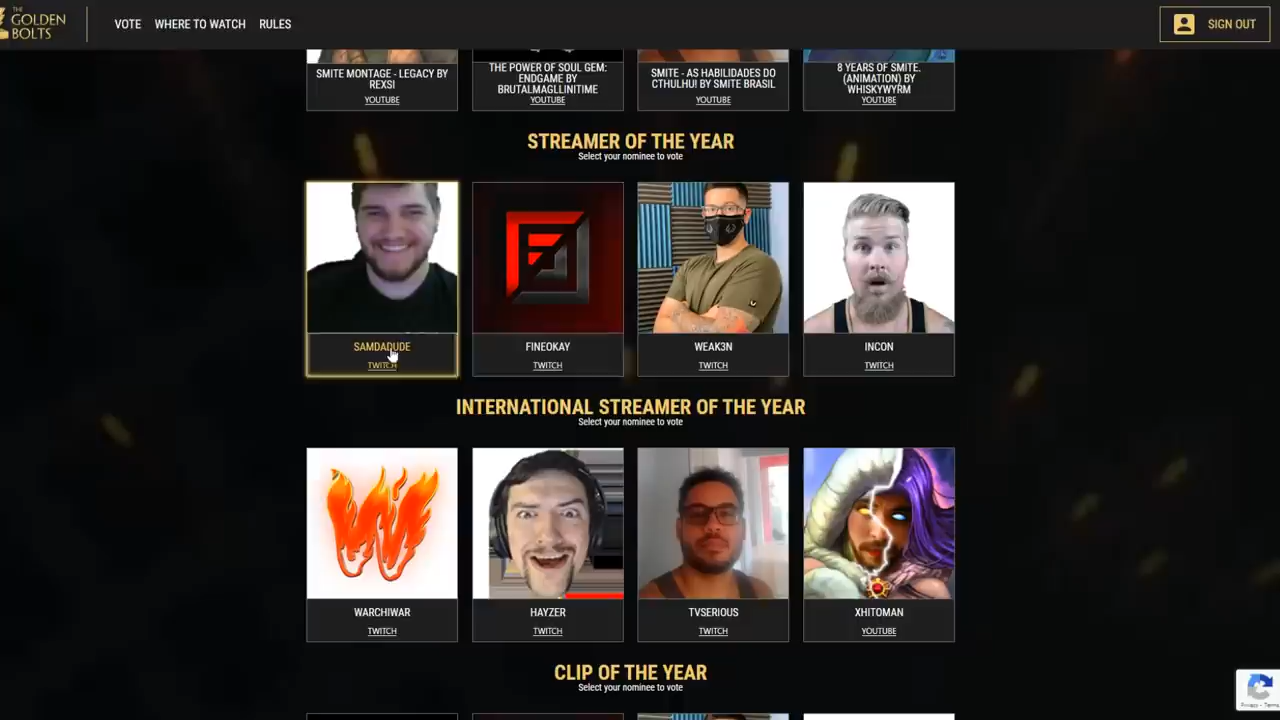 THE
GOLDEN
BOLTS
VOTE
WHERE TO WATCH
RULES
SIGN OUT
SMITE MONTAGE - LEGACY BY
REXSI
YOUTUBE
THE POWER OF SOUL GEM:
ENDGAME BY
BRUTALMAGLLINITIME
YOUTUBE
SMITE - AS HABILIDADES DO
CTHULHU! BY SMITE BRASIL
YOUTUBE
8 YEARS OF SMITE.
(ANIMATION) BY
WHISKYWYRM
YOUTUBE
STREAMER OF THE YEAR
Select your nominee to vote
SAMDADUDE
TWITCH
FINEOKAY
TWITCH
WEAK3N
TWITCH
INCON
TWITCH
INTERNATIONAL STREAMER OF THE YEAR
Select your nominee to vote
WARCHIWAR
TWITCH
HAYZER
TWITCH
TVSERIOUS
TWITCH
XHITOMAN
YOUTUBE
CLIP OF THE YEAR
Select your nominee to vote
Privacy - Terms